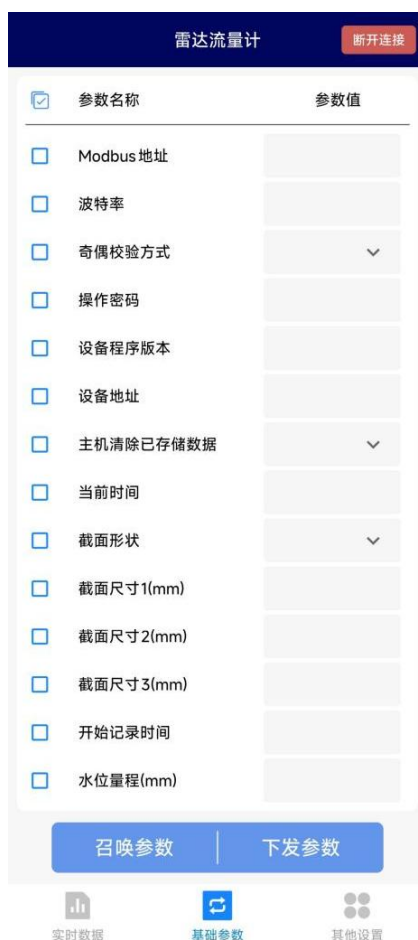 雷达流量计 断开连接
参数名称 参数值
Modbus地址
波特率
奇偶校验方式
操作密码
设备程序版本
设备地址
主机清除已存储数据
当前时间
截面形状
截面尺寸1(mm)
截面尺寸2(mm)
截面尺寸3(mm)
开始记录时间
水位量程(mm)
召唤参数 下发参数
实时数据 基础参数 其他设置